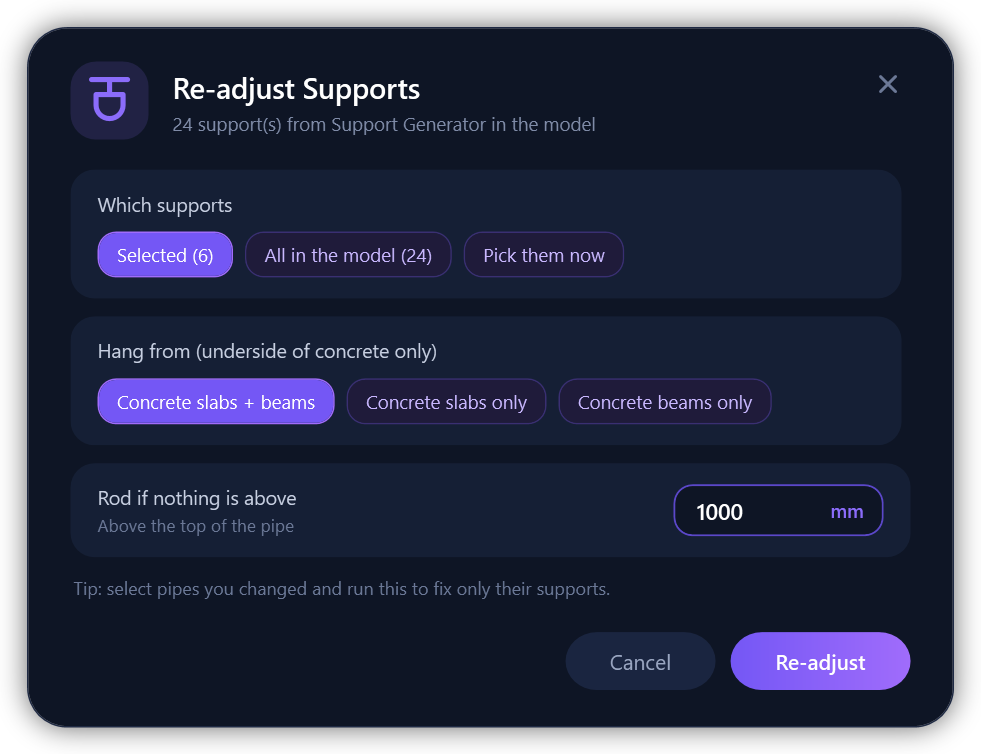 Re-adjust Supports
24 support(s) from Support Generator in the model
Which supports
Selected (6) All in the model (24) Pick them now
Hang from (underside of concrete only)
Concrete slabs + beams Concrete slabs only Concrete beams only
Rod if nothing is above
Above the top of the pipe
1000 mm
Tip: select pipes you changed and run this to fix only their supports.
Cancel Re-adjust